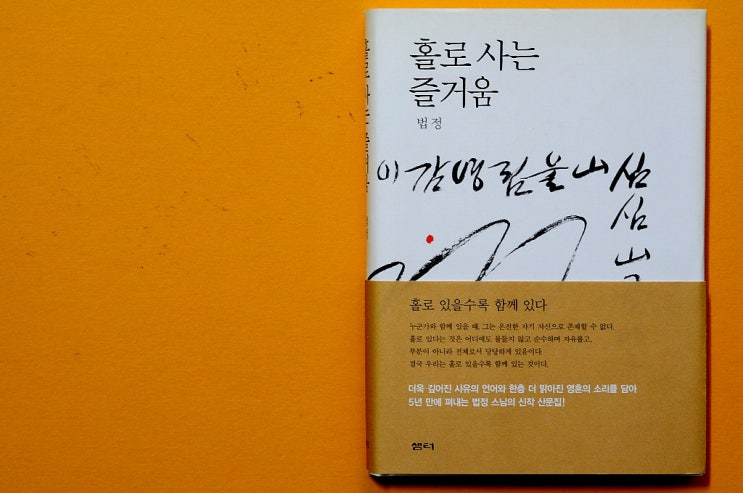 홀로 사는
즐거움
법정
홀로 있을수록 함께 있다
누군가와 함께 있을 때, 그는 온전한 자기 자신으로 존재할 수 없다.
홀로 있다는 것은 어디에도 물들지 않고 순수하며 자유롭고,
부분이 아니라 전체로서 당당하게 있음이다.
결국 우리는 홀로 있을수록 함께 있는 것이다.
더욱 깊어진 사유의 언어와 한층 더 맑아진 영혼의 소리를 담아
5년 만에 펴내는 법정 스님의 신작 산문집!
샘터
홀로 사는 즐거움